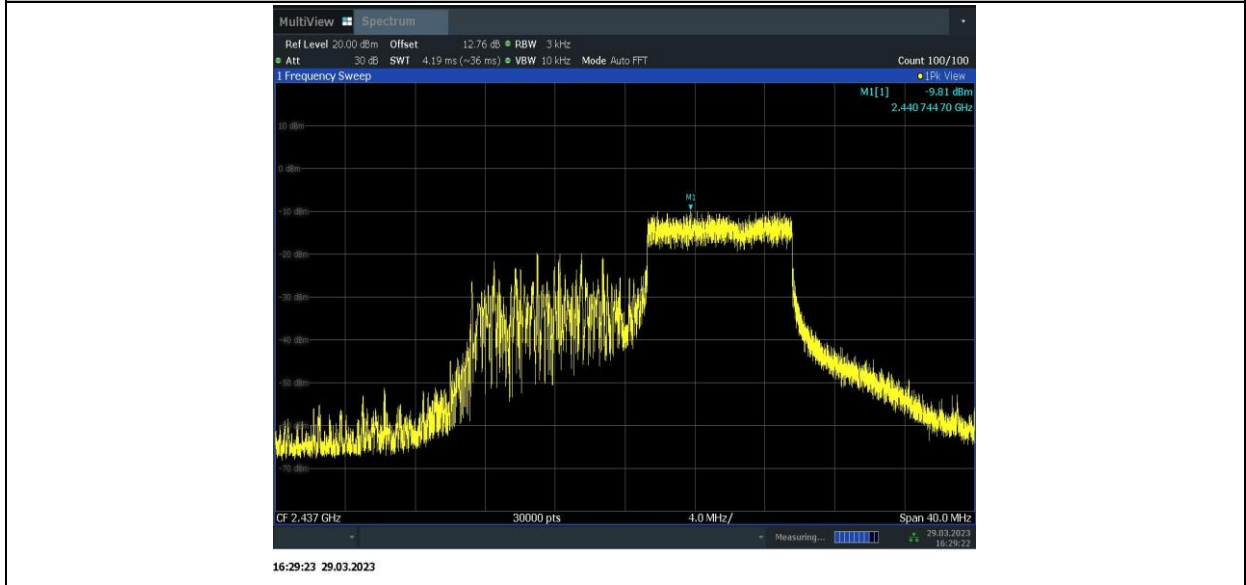 MultiView Spectrum
Ref Level 20.00 dBm Offset 12.76 dB RBW 3 kHz
Att 30 dB SWT 4.19 ms (~36 ms) VBW 10 kHz Mode Auto FFT Count 100/100
1 Frequency Sweep 1Pk View
M1[1] -9.81 dBm
2.440 744 70 GHz
10 dBm
0 dBm
M1
-10 dBm
-20 dBm
-30 dBm
-40 dBm
-50 dBm
-70 dBm
CF 2.437 GHz 30000 pts 4.0 MHz/ Span 40.0 MHz
Measuring... 29.03.2023
16:29:22
16:29:23 29.03.2023